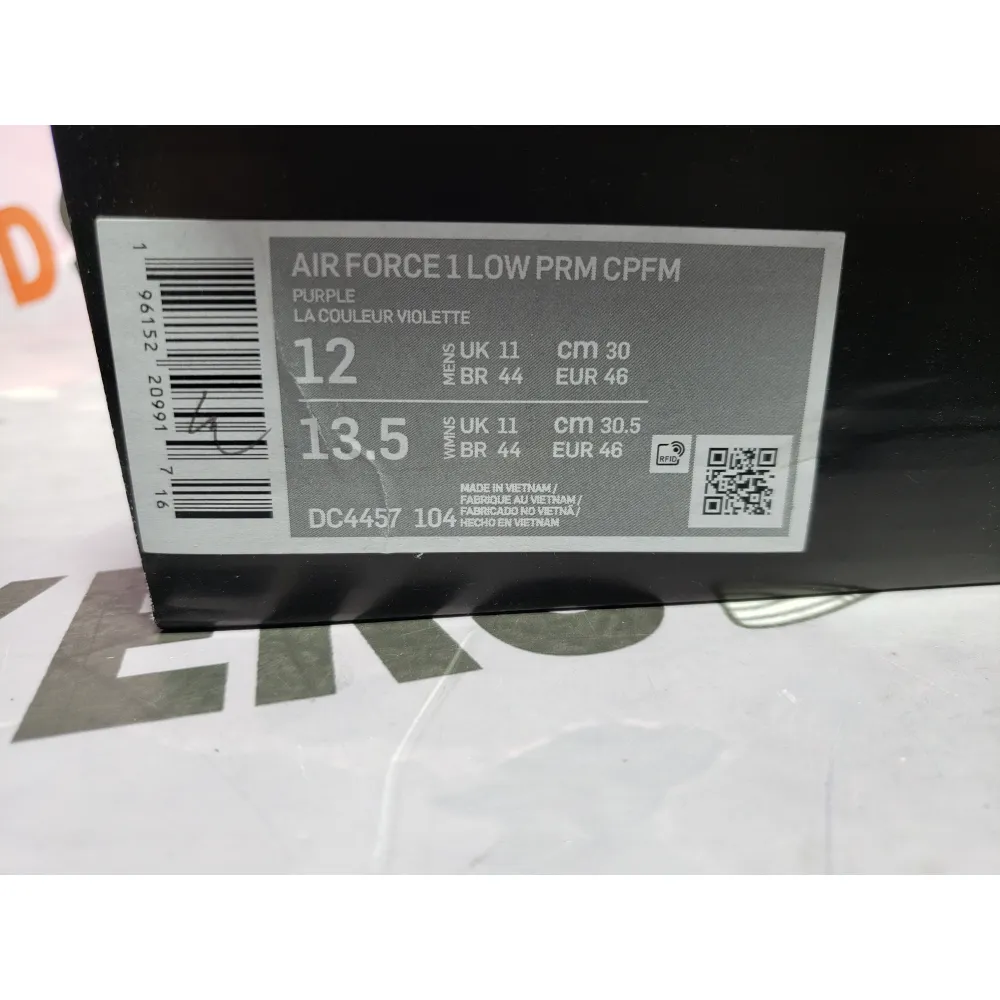 D
1 96152 20991 7 16
AIR FORCE 1 LOW PRM CPFM
PURPLE
LA COULEUR VIOLETTE
12 MENS UK 11 cm 30
BR 44 EUR 46
13.5 WMNS UK 11 cm 30.5
BR 44 EUR 46
RFID
MADE IN VIETNAM /
FABRIQUE AU VIETNAM /
FABRICADO NO VIETNÃ /
HECHO EN VIETNAM
DC4457 104